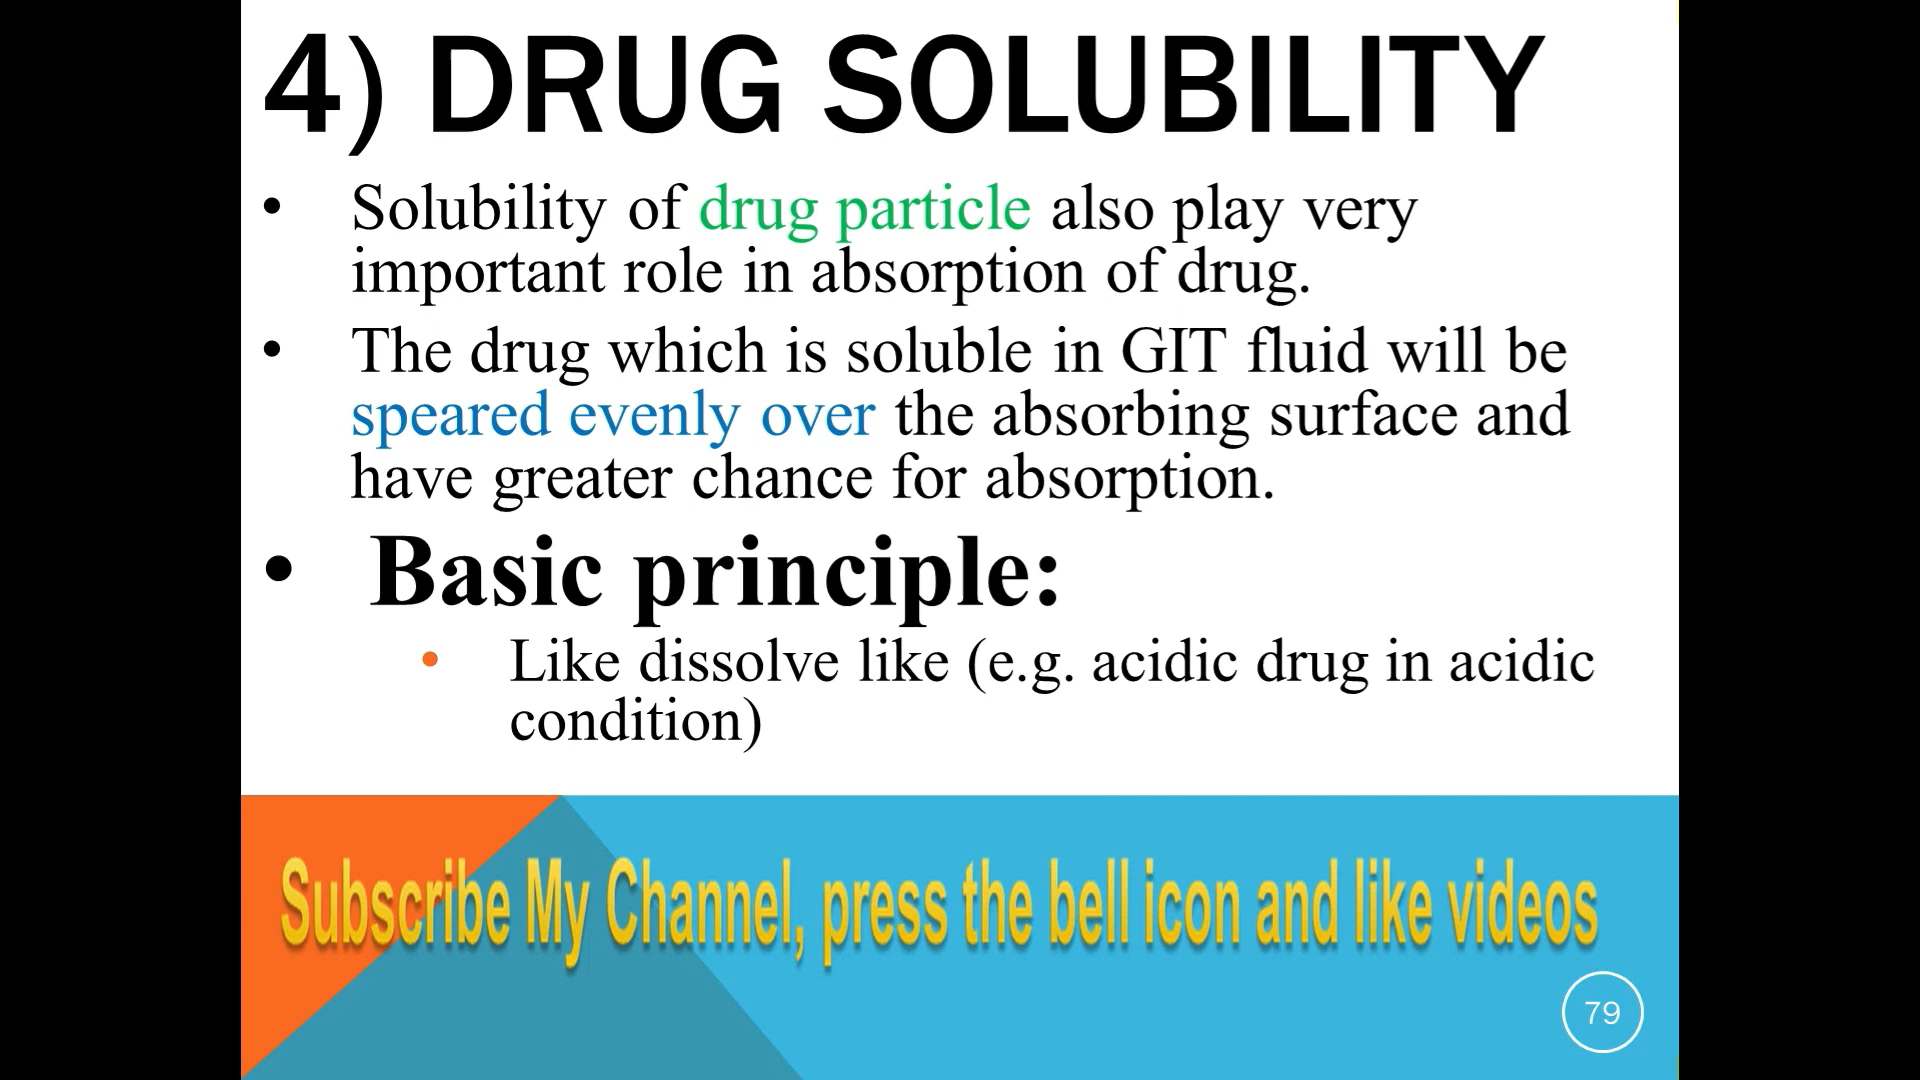 4) DRUG SOLUBILITY
• Solubility of drug particle also play very
important role in absorption of drug.
• The drug which is soluble in GIT fluid will be
speared evenly over the absorbing surface and
have greater chance for absorption.
• Basic principle:
• Like dissolve like (e.g. acidic drug in acidic
condition)
Subscribe My Channel, press the bell icon and like videos
79